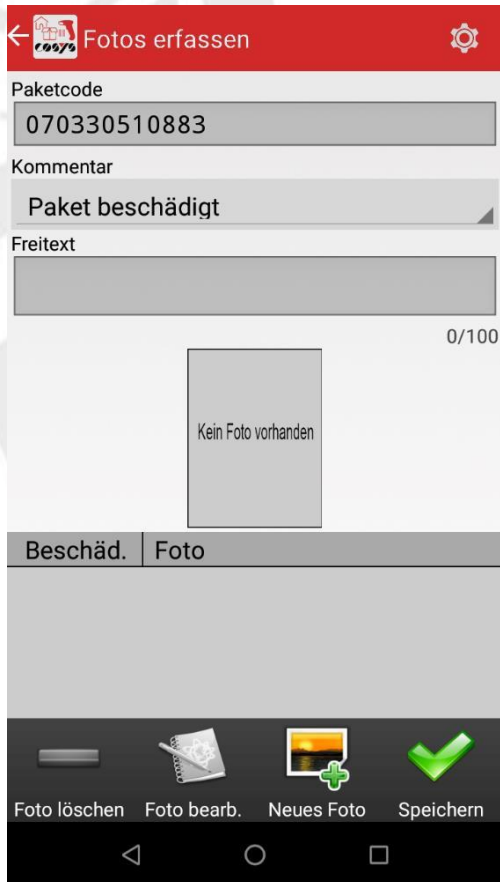 cosys Fotos erfassen
Paketcode
070330510883
Kommentar
Paket beschädigt
Freitext
0/100
Kein Foto vorhanden
Beschäd. Foto
Foto löschen Foto bearb. Neues Foto Speichern